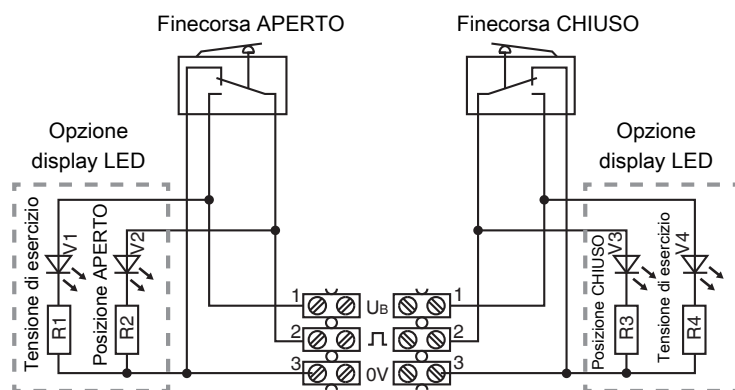 Finecorsa APERTO
Finecorsa CHIUSO
Opzione
display LED
Opzione
display LED
Tensione di esercizio
V1
R1
Posizione APERTO
V2
R2
1
2
3
UB
0V
1
2
3
Posizione CHIUSO
V3
R3
Tensione di esercizio
V4
R4